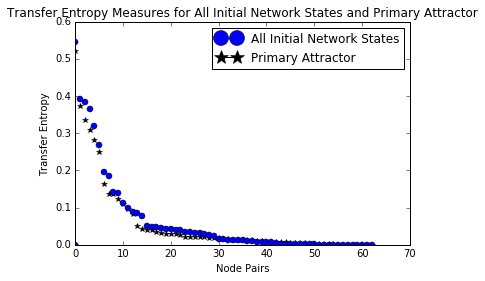 Transfer Entropy Measures for All Initial Network States and Primary Attractor
0.6
0.5
0.4
0.3
0.2
0.1
0.0
Transfer Entropy
All Initial Network States
Primary Attractor
0 10 20 30 40 50 60 70
Node Pairs